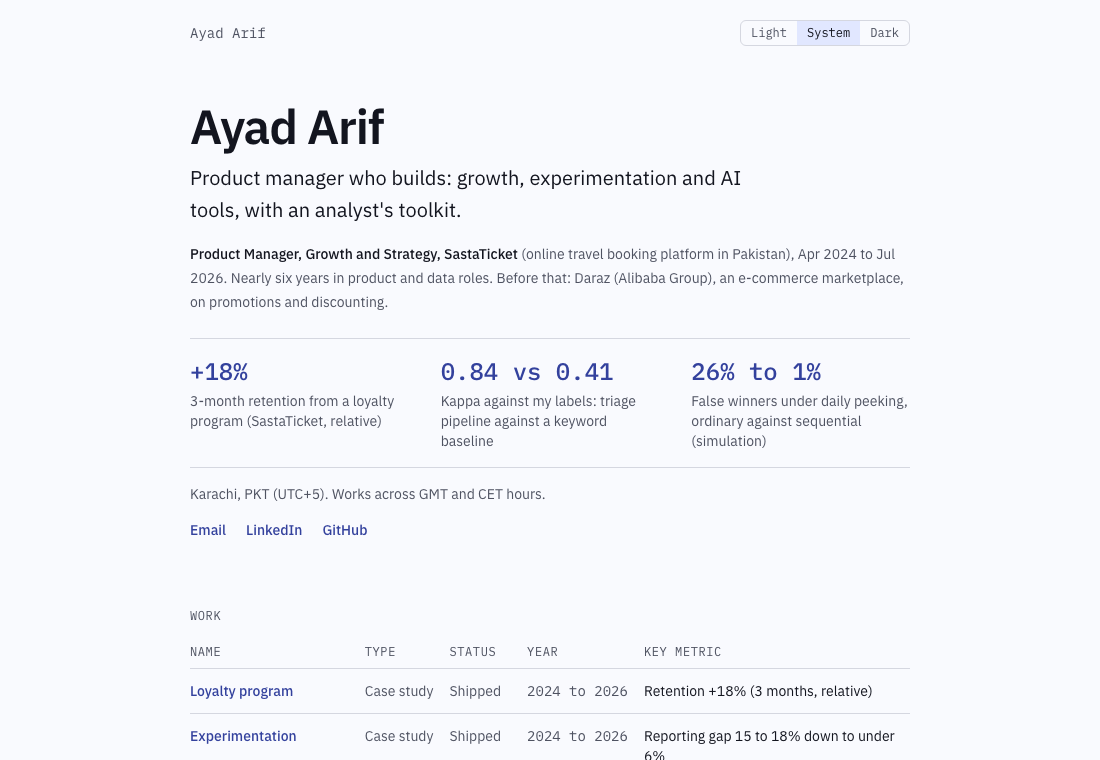 Ayad Arif
Light System Dark
Ayad Arif
Product manager who builds: growth, experimentation and AI
tools, with an analyst's toolkit.
Product Manager, Growth and Strategy, SastaTicket (online travel booking platform in Pakistan), Apr 2024 to Jul
2026. Nearly six years in product and data roles. Before that: Daraz (Alibaba Group), an e-commerce marketplace,
on promotions and discounting.
+18%
3-month retention from a loyalty
program (SastaTicket, relative)
0.84 vs 0.41
Kappa against my labels: triage
pipeline against a keyword
baseline
26% to 1%
False winners under daily peeking,
ordinary against sequential
(simulation)
Karachi, PKT (UTC+5). Works across GMT and CET hours.
Email LinkedIn GitHub
WORK
NAME TYPE STATUS YEAR KEY METRIC
Loyalty program Case study Shipped 2024 to 2026 Retention +18% (3 months, relative)
Experimentation Case study Shipped 2024 to 2026 Reporting gap 15 to 18% down to under
6%